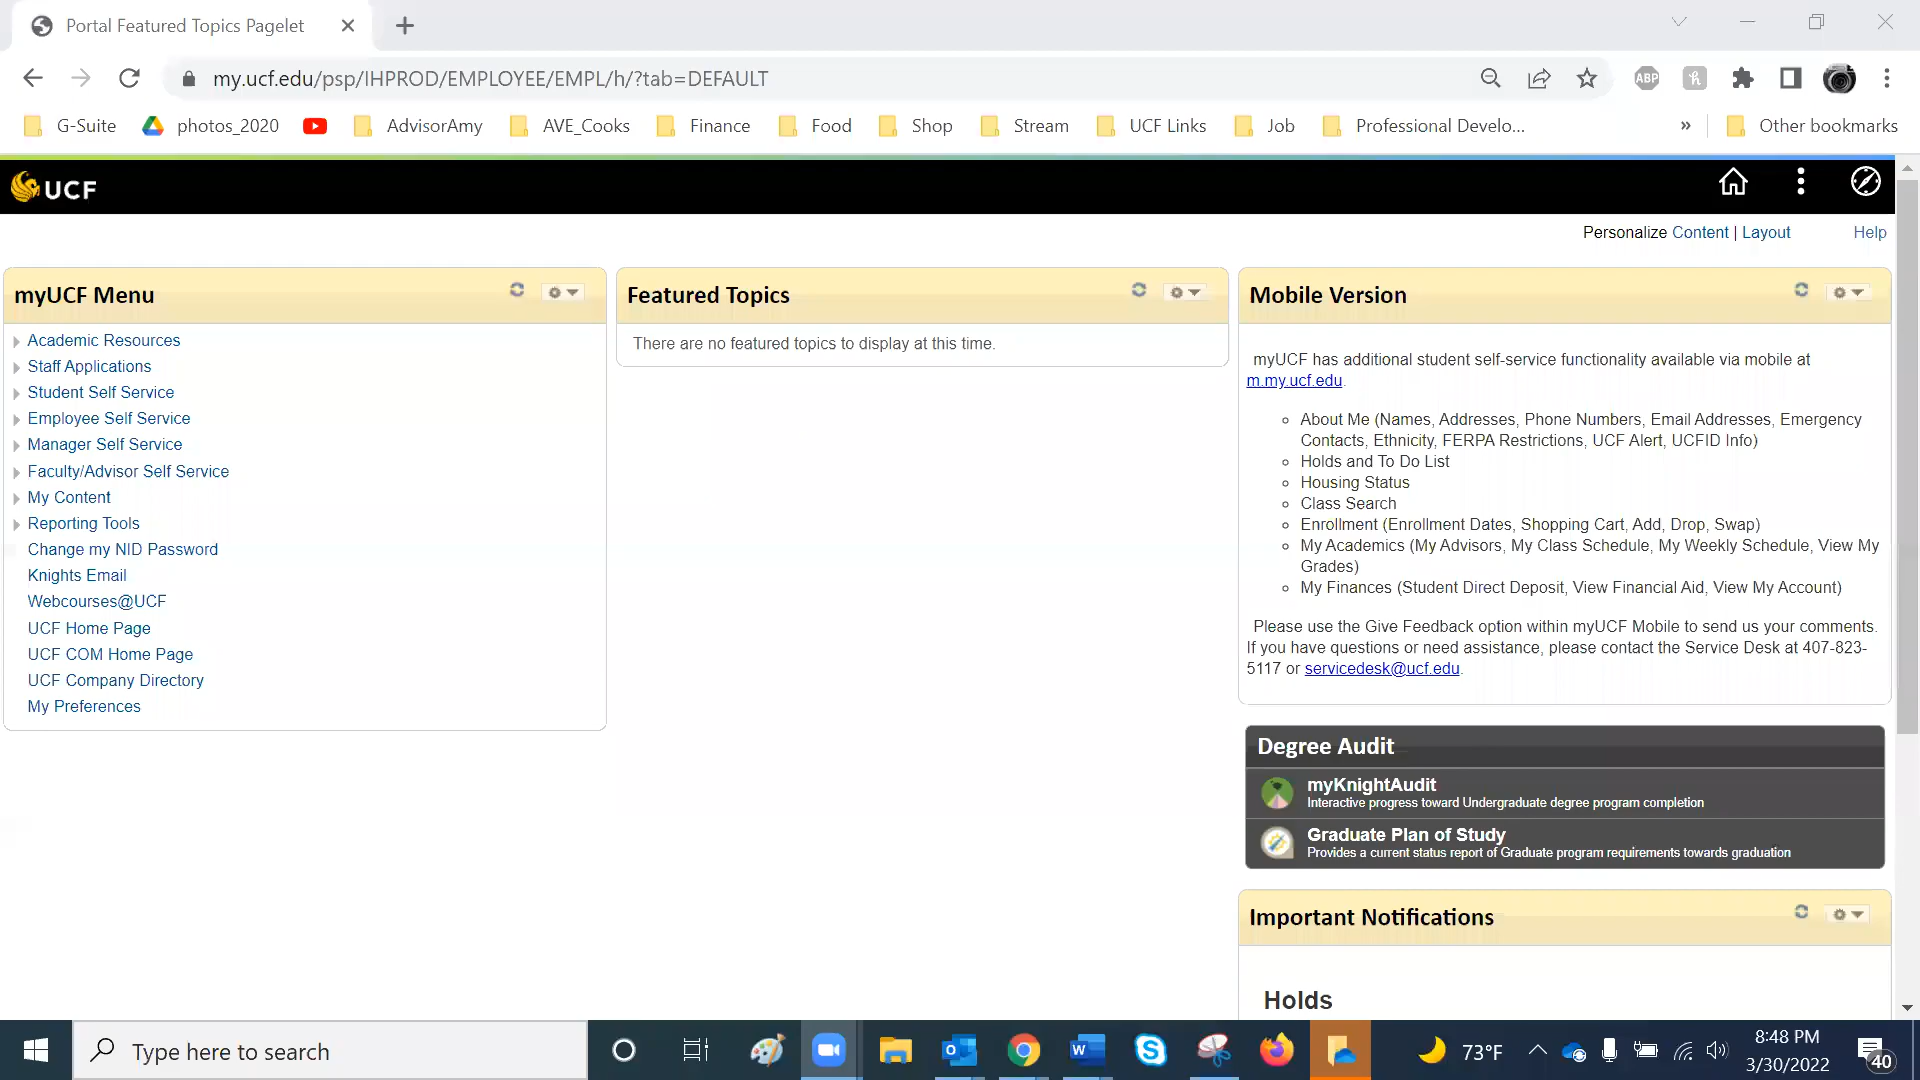 Portal Featured Topics Pagelet
my.ucf.edu/psp/IHPROD/EMPLOYEE/EMPL/h/?tab=DEFAULT
ABP
h
G-Suite photos_2020 AdvisorAmy AVE_Cooks Finance Food Shop Stream UCF Links Job Professional Develo... » Other bookmarks
UCF
Personalize Content | Layout Help
myUCF Menu
Academic Resources
Staff Applications
Student Self Service
Employee Self Service
Manager Self Service
Faculty/Advisor Self Service
My Content
Reporting Tools
Change my NID Password
Knights Email
Webcourses@UCF
UCF Home Page
UCF COM Home Page
UCF Company Directory
My Preferences
Featured Topics
There are no featured topics to display at this time.
Mobile Version
myUCF has additional student self-service functionality available via mobile at
m.my.ucf.edu.
About Me (Names, Addresses, Phone Numbers, Email Addresses, Emergency
Contacts, Ethnicity, FERPA Restrictions, UCF Alert, UCFID Info)
Holds and To Do List
Housing Status
Class Search
Enrollment (Enrollment Dates, Shopping Cart, Add, Drop, Swap)
My Academics (My Advisors, My Class Schedule, My Weekly Schedule, View My
Grades)
My Finances (Student Direct Deposit, View Financial Aid, View My Account)
Please use the Give Feedback option within myUCF Mobile to send us your comments.
If you have questions or need assistance, please contact the Service Desk at 407-823-
5117 or servicedesk@ucf.edu.
Degree Audit
myKnightAudit
Interactive progress toward Undergraduate degree program completion
Graduate Plan of Study
Provides a current status report of Graduate program requirements towards graduation
Important Notifications
Holds
Type here to search
73°F
8:48 PM
3/30/2022
40